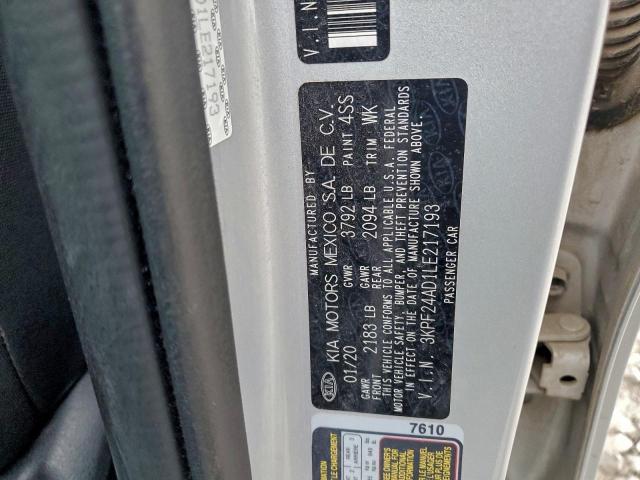 D1LE217193
V.I.N
MANUFACTURED BY
KIA KIA MOTORS MEXICO S.A. DE C.V.
01/20 GVWR 3792 LB PAINT 4SS
GAWR FRONT 2183 LB GAWR REAR 2094 LB TRIM WK
THIS VEHICLE CONFORMS TO ALL APPLICABLE U.S.A. FEDERAL
MOTOR VEHICLE SAFETY, BUMPER, AND THEFT PREVENTION STANDARDS
IN EFFECT ON THE DATE OF MANUFACTURE SHOWN ABOVE.
V.I.N. 3KPF24AD1LE217193
PASSENGER CAR
7610